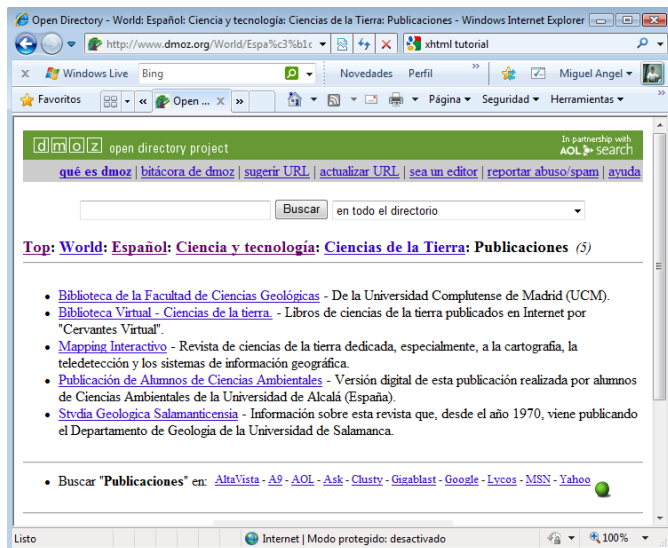 Open Directory - World: Español: Ciencia y tecnología: Ciencias de la Tierra: Publicaciones - Windows Internet Explorer
http://www.dmoz.org/World/Espa%c3%b1c
xhtml tutorial
x Windows Live Bing Novedades Perfil » Miguel Angel
Favoritos « Open ... X » Página Seguridad Herramientas »
dmoz open directory project In partnership with
AOL Search
qué es dmoz | bitácora de dmoz | sugerir URL | actualizar URL | sea un editor | reportar abuso/spam | ayuda
Buscar en todo el directorio
Top: World: Español: Ciencia y tecnología: Ciencias de la Tierra: Publicaciones (5)
• Biblioteca de la Facultad de Ciencias Geológicas - De la Universidad Complutense de Madrid (UCM).
• Biblioteca Virtual - Ciencias de la tierra. - Libros de ciencias de la tierra publicados en Internet por
"Cervantes Virtual".
• Mapping Interactivo - Revista de ciencias de la tierra dedicada, especialmente, a la cartografía, la
teledetección y los sistemas de información geográfica.
• Publicación de Alumnos de Ciencias Ambientales - Versión digital de esta publicación realizada por alumnos
de Ciencias Ambientales de la Universidad de Alcalá (España).
• Stvdia Geologica Salamanticensia - Información sobre esta revista que, desde el año 1970, viene publicando
el Departamento de Geología de la Universidad de Salamanca.
• Buscar "Publicaciones" en: AltaVista - A9 - AOL - Ask - Clusty - Gigablast - Google - Lycos - MSN - Yahoo
Listo Internet | Modo protegido: desactivado 100%